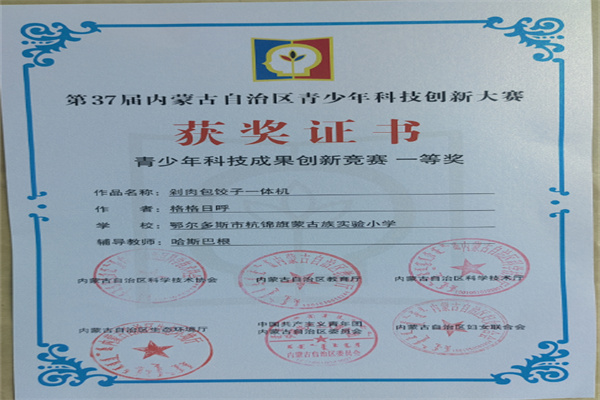 第37届内蒙古自治区青少年科技创新大赛
获奖证书
青少年科技成果创新竞赛 一等奖
作品名称：剁肉包饺子一体机
作 者：格格日呼
学 校：鄂尔多斯市杭锦旗蒙古族实验小学
辅导教师：哈斯巴根
内蒙古自治区科学技术协会
内蒙古自治区教育厅
内蒙古自治区科学技术厅
内蒙古自治区生态环境厅
中国共产主义青年团
内蒙古自治区委员会
内蒙古自治区妇女联合会